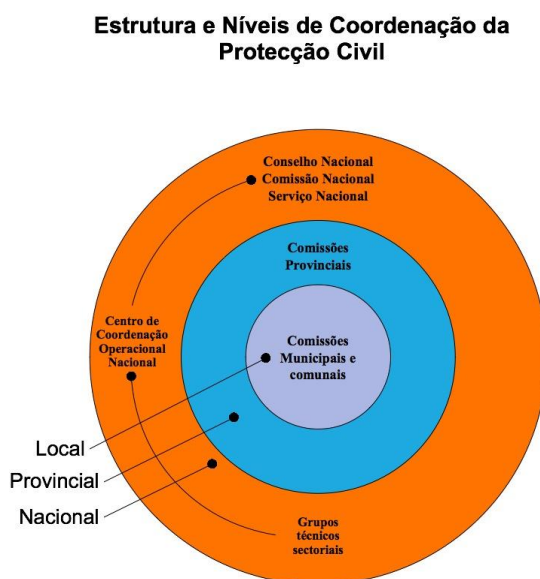 Estrutura e Níveis de Coordenação da
Protecção Civil
Conselho Nacional
Comissão Nacional
Serviço Nacional
Comissões
Provinciais
Centro de
Coordenação
Operacional
Nacional
Comissões
Municipais e
comunais
Local
Provincial
Nacional
Grupos
técnicos
sectoriais